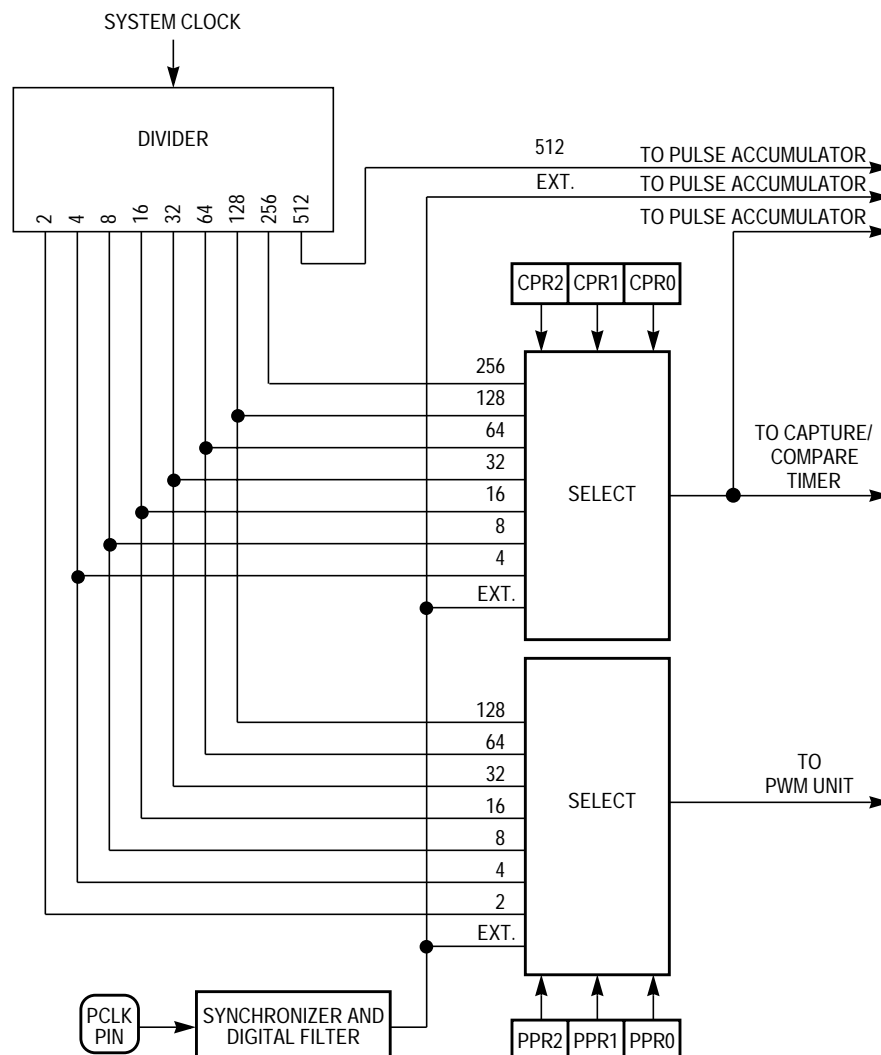 SYSTEM CLOCK
DIVIDER
2 4 8 16 32 64 128 256 512
512 TO PULSE ACCUMULATOR
EXT. TO PULSE ACCUMULATOR
TO PULSE ACCUMULATOR
CPR2 CPR1 CPR0
256
128
64
32
16
8
4
EXT.
SELECT
TO CAPTURE/
COMPARE
TIMER
128
64
32
16
8
4
2
EXT.
SELECT
TO
PWM UNIT
PCLK
PIN
SYNCHRONIZER AND
DIGITAL FILTER
PPR2 PPR1 PPR0